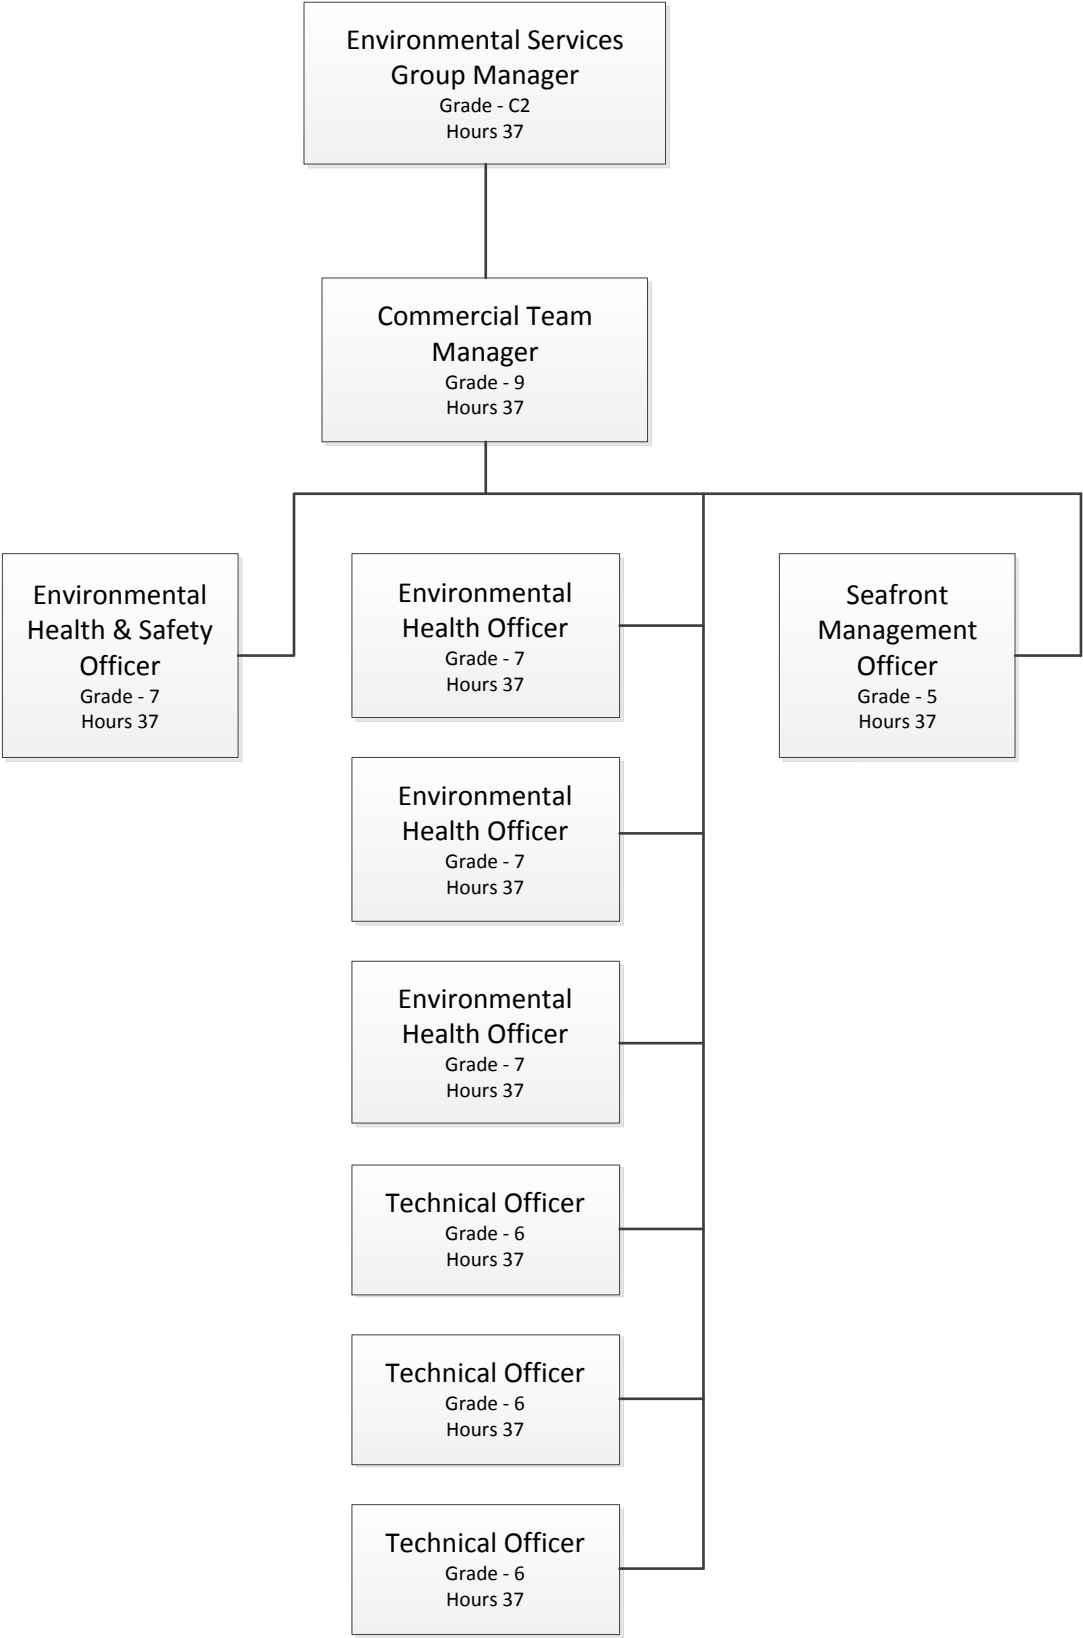 Environmental Services
Group Manager
Grade - C2
Hours 37
Commercial Team
Manager
Grade - 9
Hours 37
Environmental
Health & Safety
Officer
Grade - 7
Hours 37
Environmental
Health Officer
Grade - 7
Hours 37
Seafront
Management
Officer
Grade - 5
Hours 37
Environmental
Health Officer
Grade - 7
Hours 37
Environmental
Health Officer
Grade - 7
Hours 37
Technical Officer
Grade - 6
Hours 37
Technical Officer
Grade - 6
Hours 37
Technical Officer
Grade - 6
Hours 37